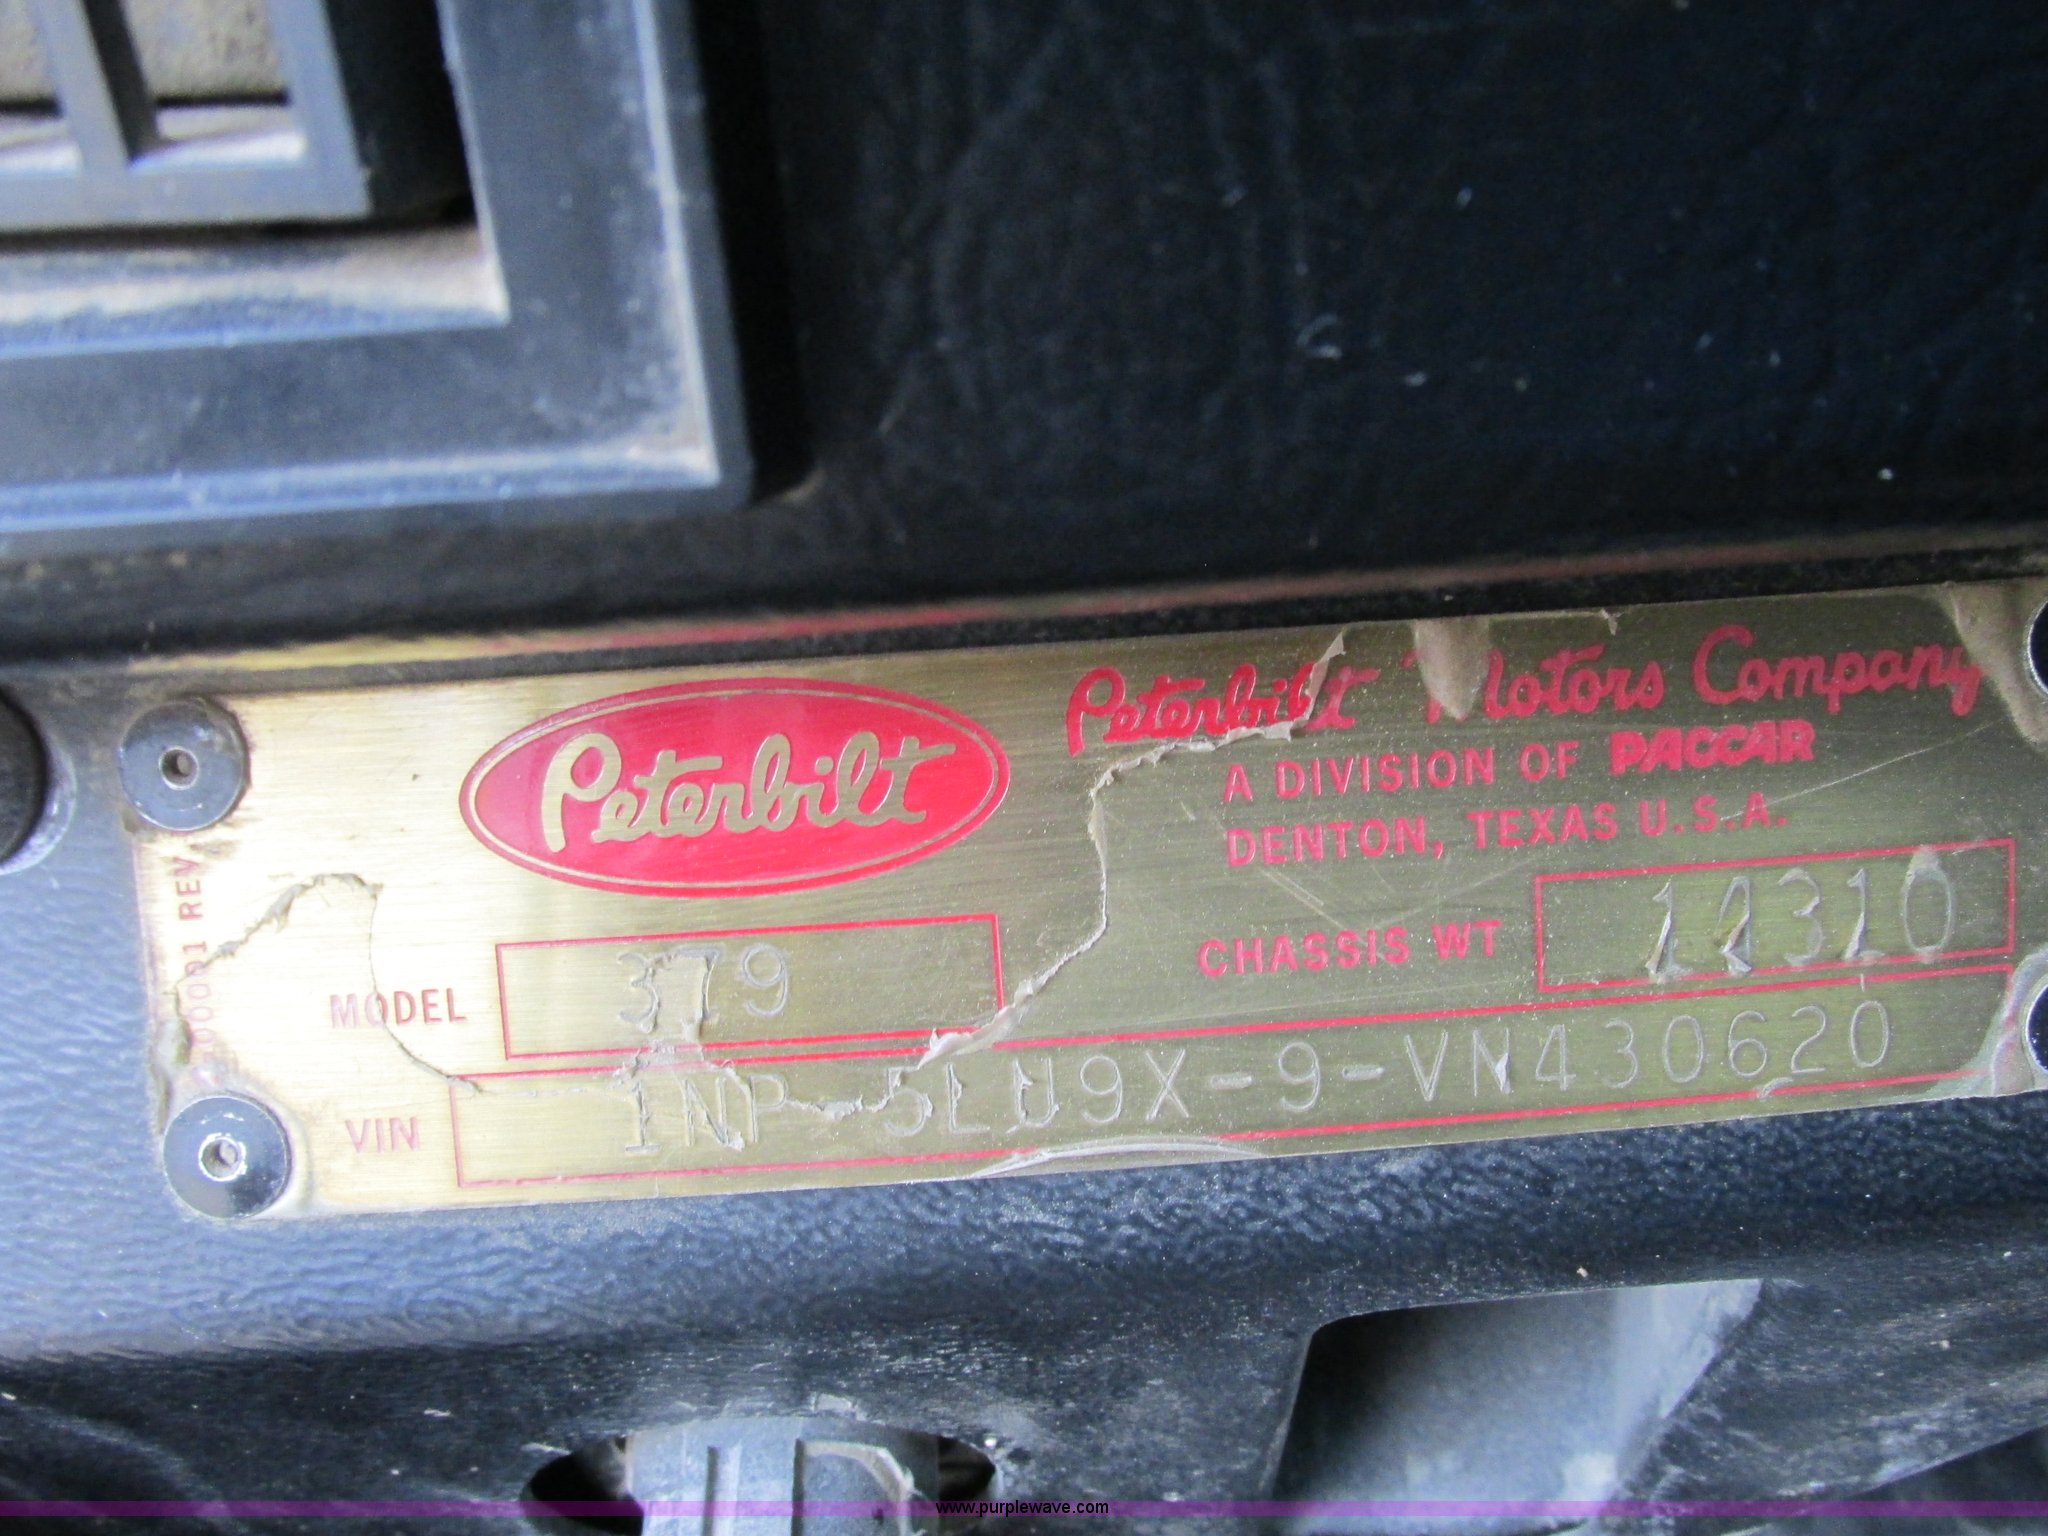 Peterbilt
Peterbilt Motors Company
A DIVISION OF PACCAR
DENTON, TEXAS U.S.A.
CHASSIS WT 14310
MODEL 379
VIN 1NP-5LU9X-9-VN430620
REV.
www.purplewave.com